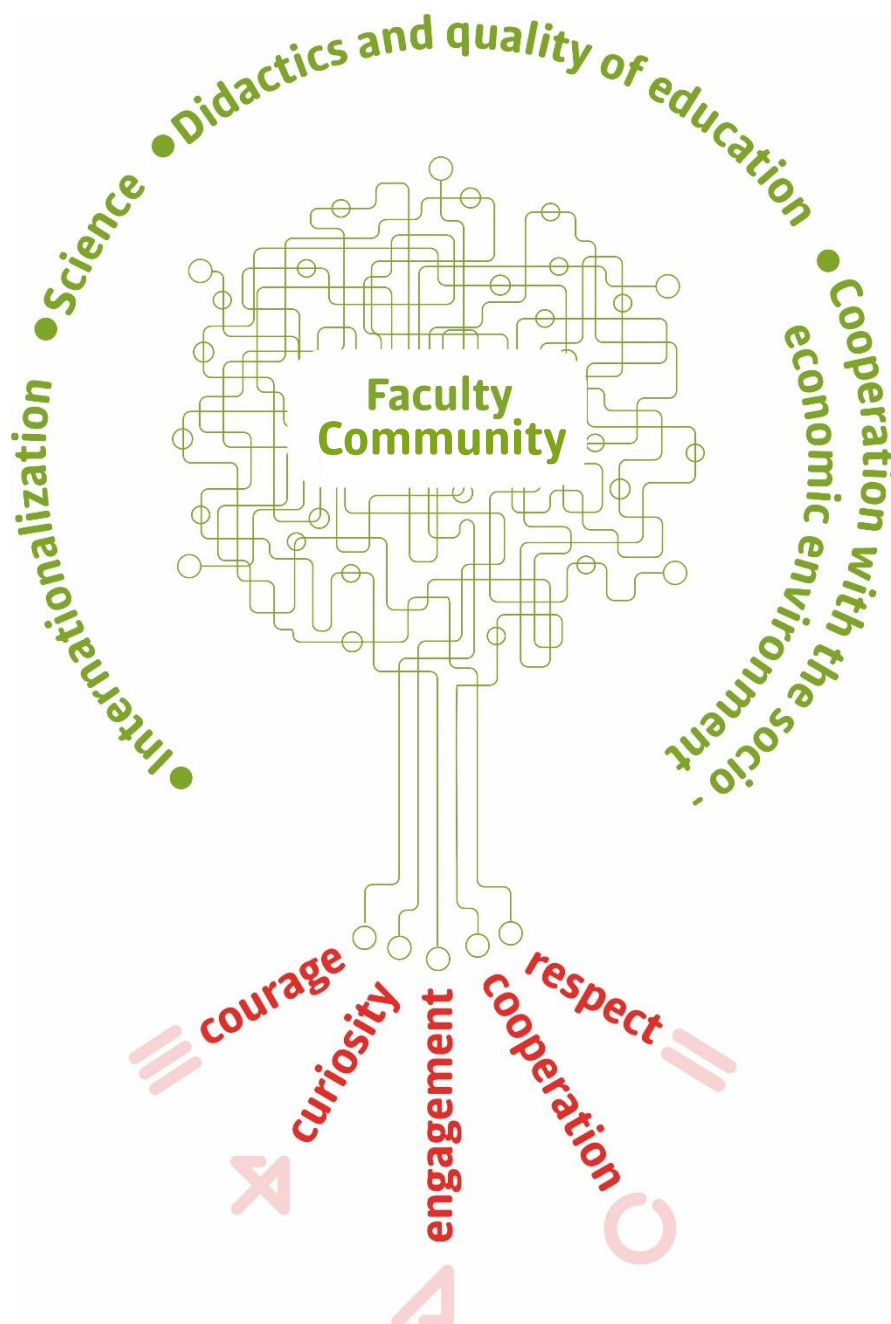 Internationalization
Science
Didactics and quality of education
Cooperation with the socio-
economic environment
Faculty
Community
courage
curiosity
engagement
cooperation
respect